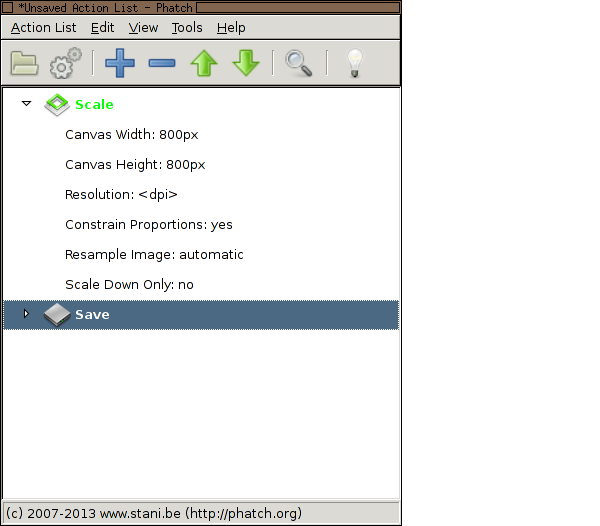 *Unsaved Action List - Phatch
Action List Edit View Tools Help
Scale
Canvas Width: 800px
Canvas Height: 800px
Resolution: <dpi>
Constrain Proportions: yes
Resample Image: automatic
Scale Down Only: no
Save
(c) 2007-2013 www.stani.be (http://phatch.org)